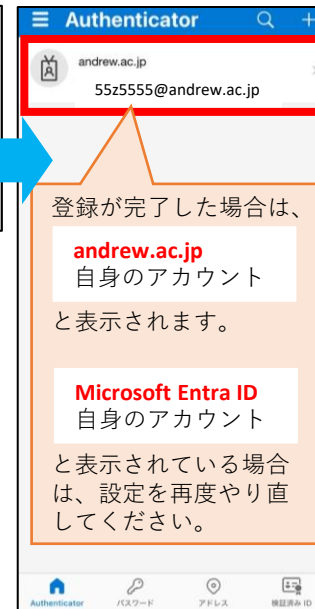 Authenticator
andrew.ac.jp
55z5555@andrew.ac.jp
登録が完了した場合は、
andrew.ac.jp
自身のアカウント
と表示されます。
Microsoft Entra ID
自身のアカウント
と表示されている場合
は、設定を再度やり直
してください。
Authenticator パスワード アドレス 検証済み ID